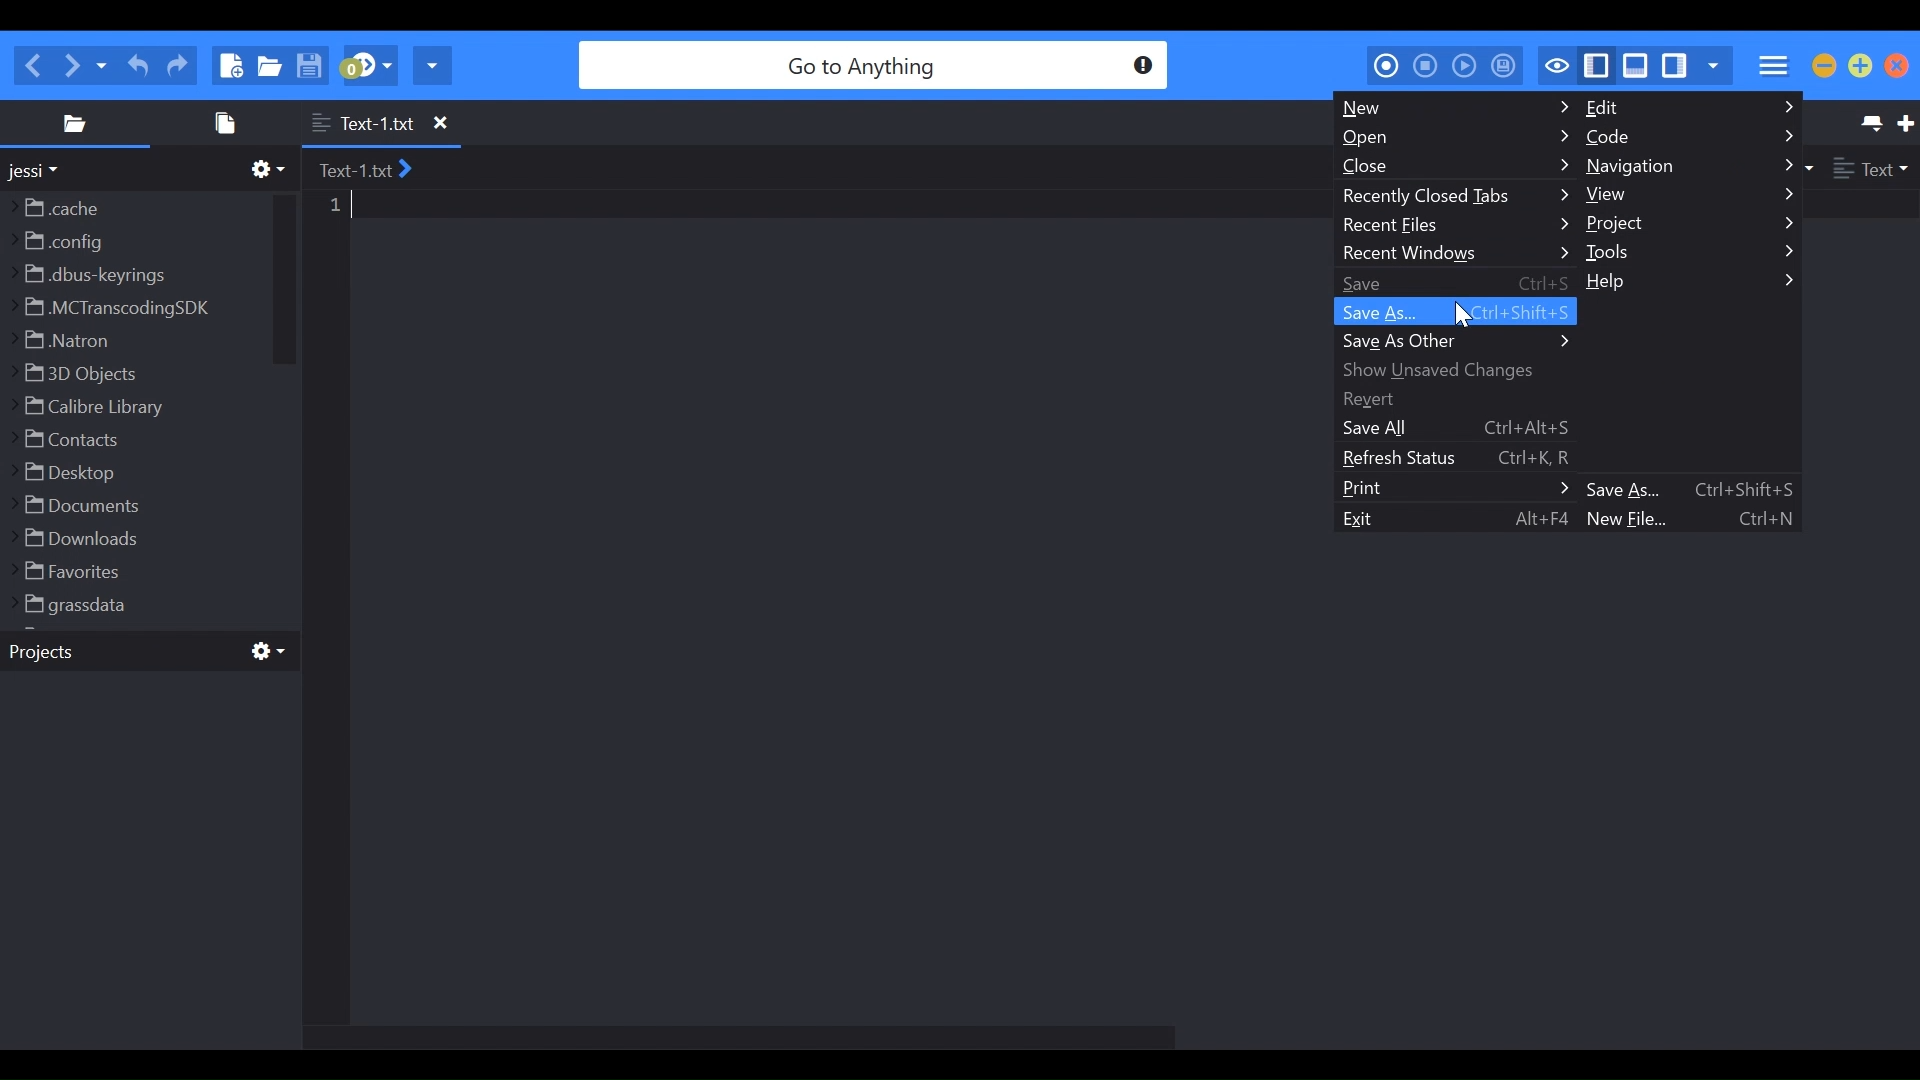 0
Go to Anything
Text-1.txt
jessi
Text-1.txt
Text
1
.cache
.config
.dbus-keyrings
.MCTranscodingSDK
.Natron
3D Objects
Calibre Library
Contacts
Desktop
Documents
Downloads
Favorites
grassdata
Projects
New
Open
Close
Recently Closed Tabs
Recent Files
Recent Windows
Save Ctrl+S
Save As... Ctrl+Shift+S
Save As Other
Show Unsaved Changes
Revert
Save All Ctrl+Alt+S
Refresh Status Ctrl+K, R
Print
Exit Alt+F4
Edit
Code
Navigation
View
Project
Tools
Help
Save As... Ctrl+Shift+S
New File... Ctrl+N